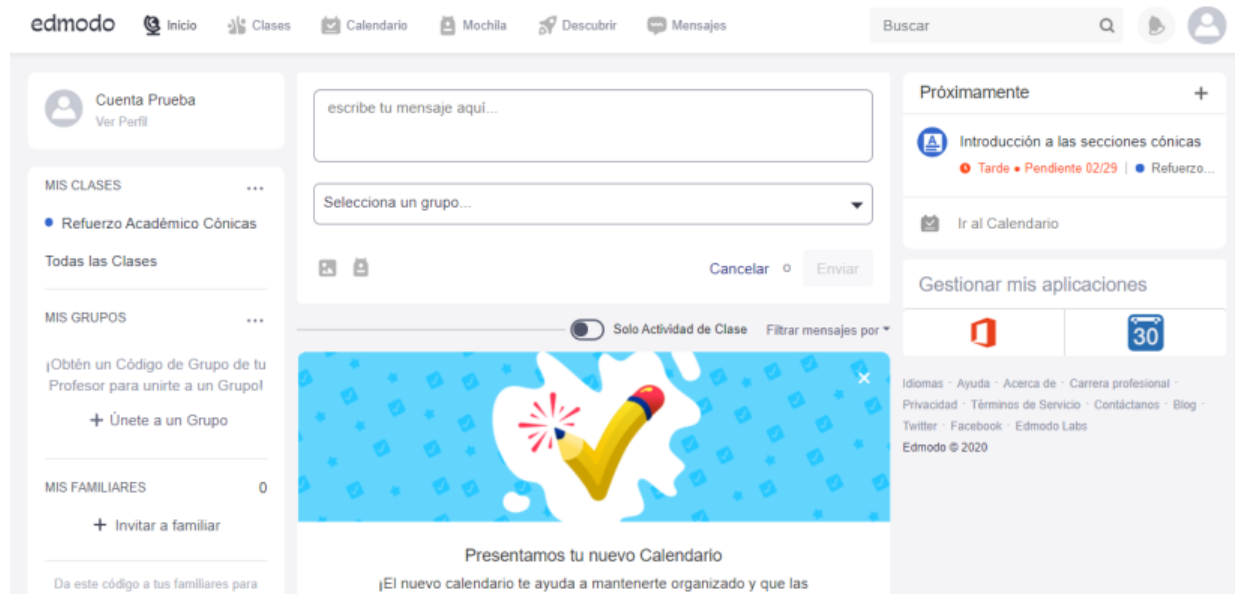 edmodo Inicio Clases Calendario Mochila Descubrir Mensajes Buscar
Cuenta Prueba
Ver Perfil
MIS CLASES ...
Refuerzo Académico Cónicas
Todas las Clases
MIS GRUPOS ...
¡Obtén un Código de Grupo de tu
Profesor para unirte a un Grupo!
+ Únete a un Grupo
MIS FAMILIARES 0
+ Invitar a familiar
Da este código a tus familiares para
escribe tu mensaje aquí...
Selecciona un grupo...
Cancelar o Enviar
Solo Actividad de Clase Filtrar mensajes por
Presentamos tu nuevo Calendario
¡El nuevo calendario te ayuda a mantenerte organizado y que las
Próximamente +
Introducción a las secciones cónicas
Tarde • Pendiente 02/29 | • Refuerzo...
Ir al Calendario
Gestionar mis aplicaciones
30
Idiomas · Ayuda · Acerca de · Carrera profesional ·
Privacidad · Términos de Servicio · Contáctanos · Blog ·
Twitter · Facebook · Edmodo Labs
Edmodo © 2020